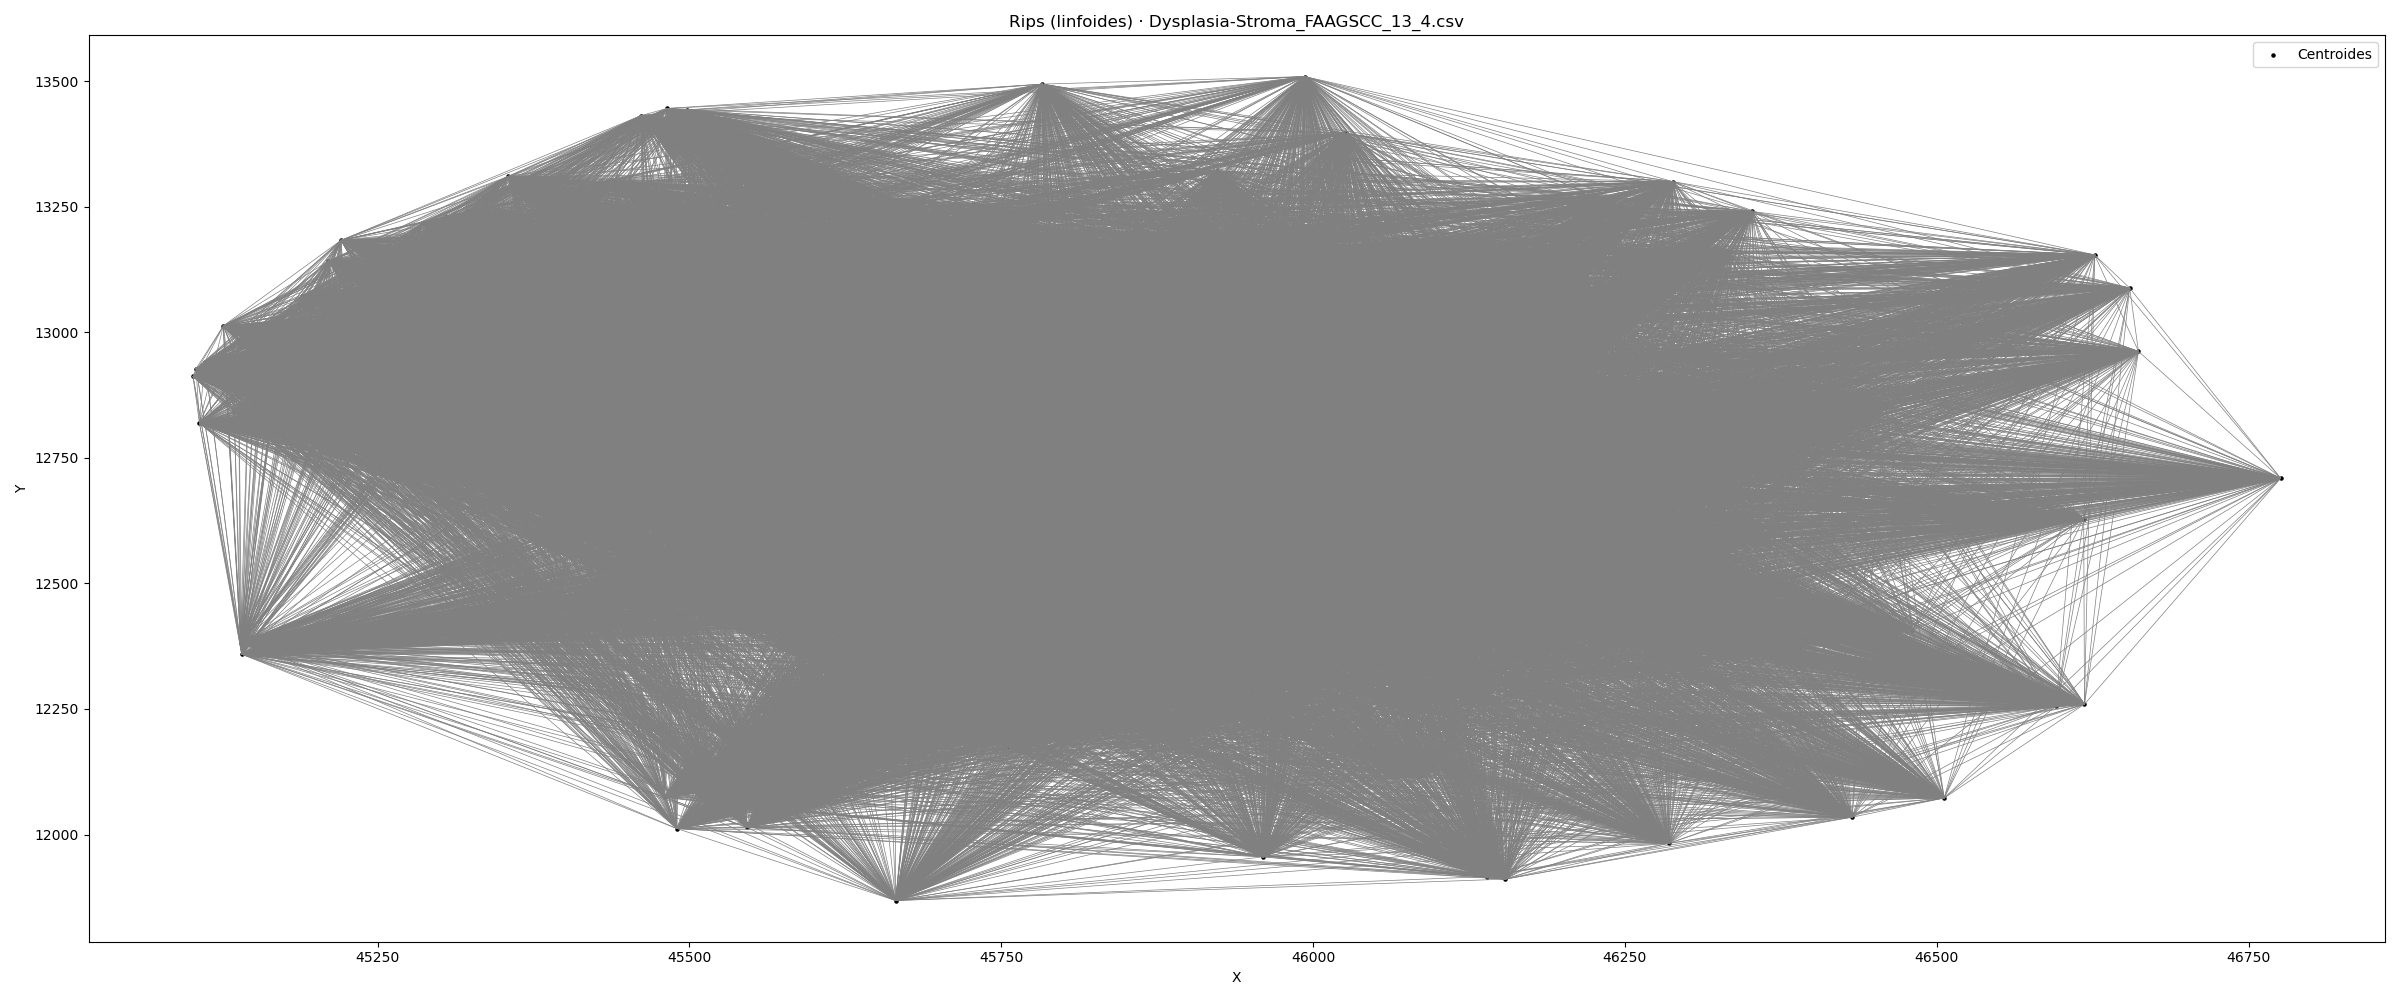 Rips (linfoides) · Dysplasia-Stroma_FAAGSCC_13_4.csv
Centroides
13500
13250
13000
12750
12500
12250
12000
Y
45250 45500 45750 46000 46250 46500 46750
X